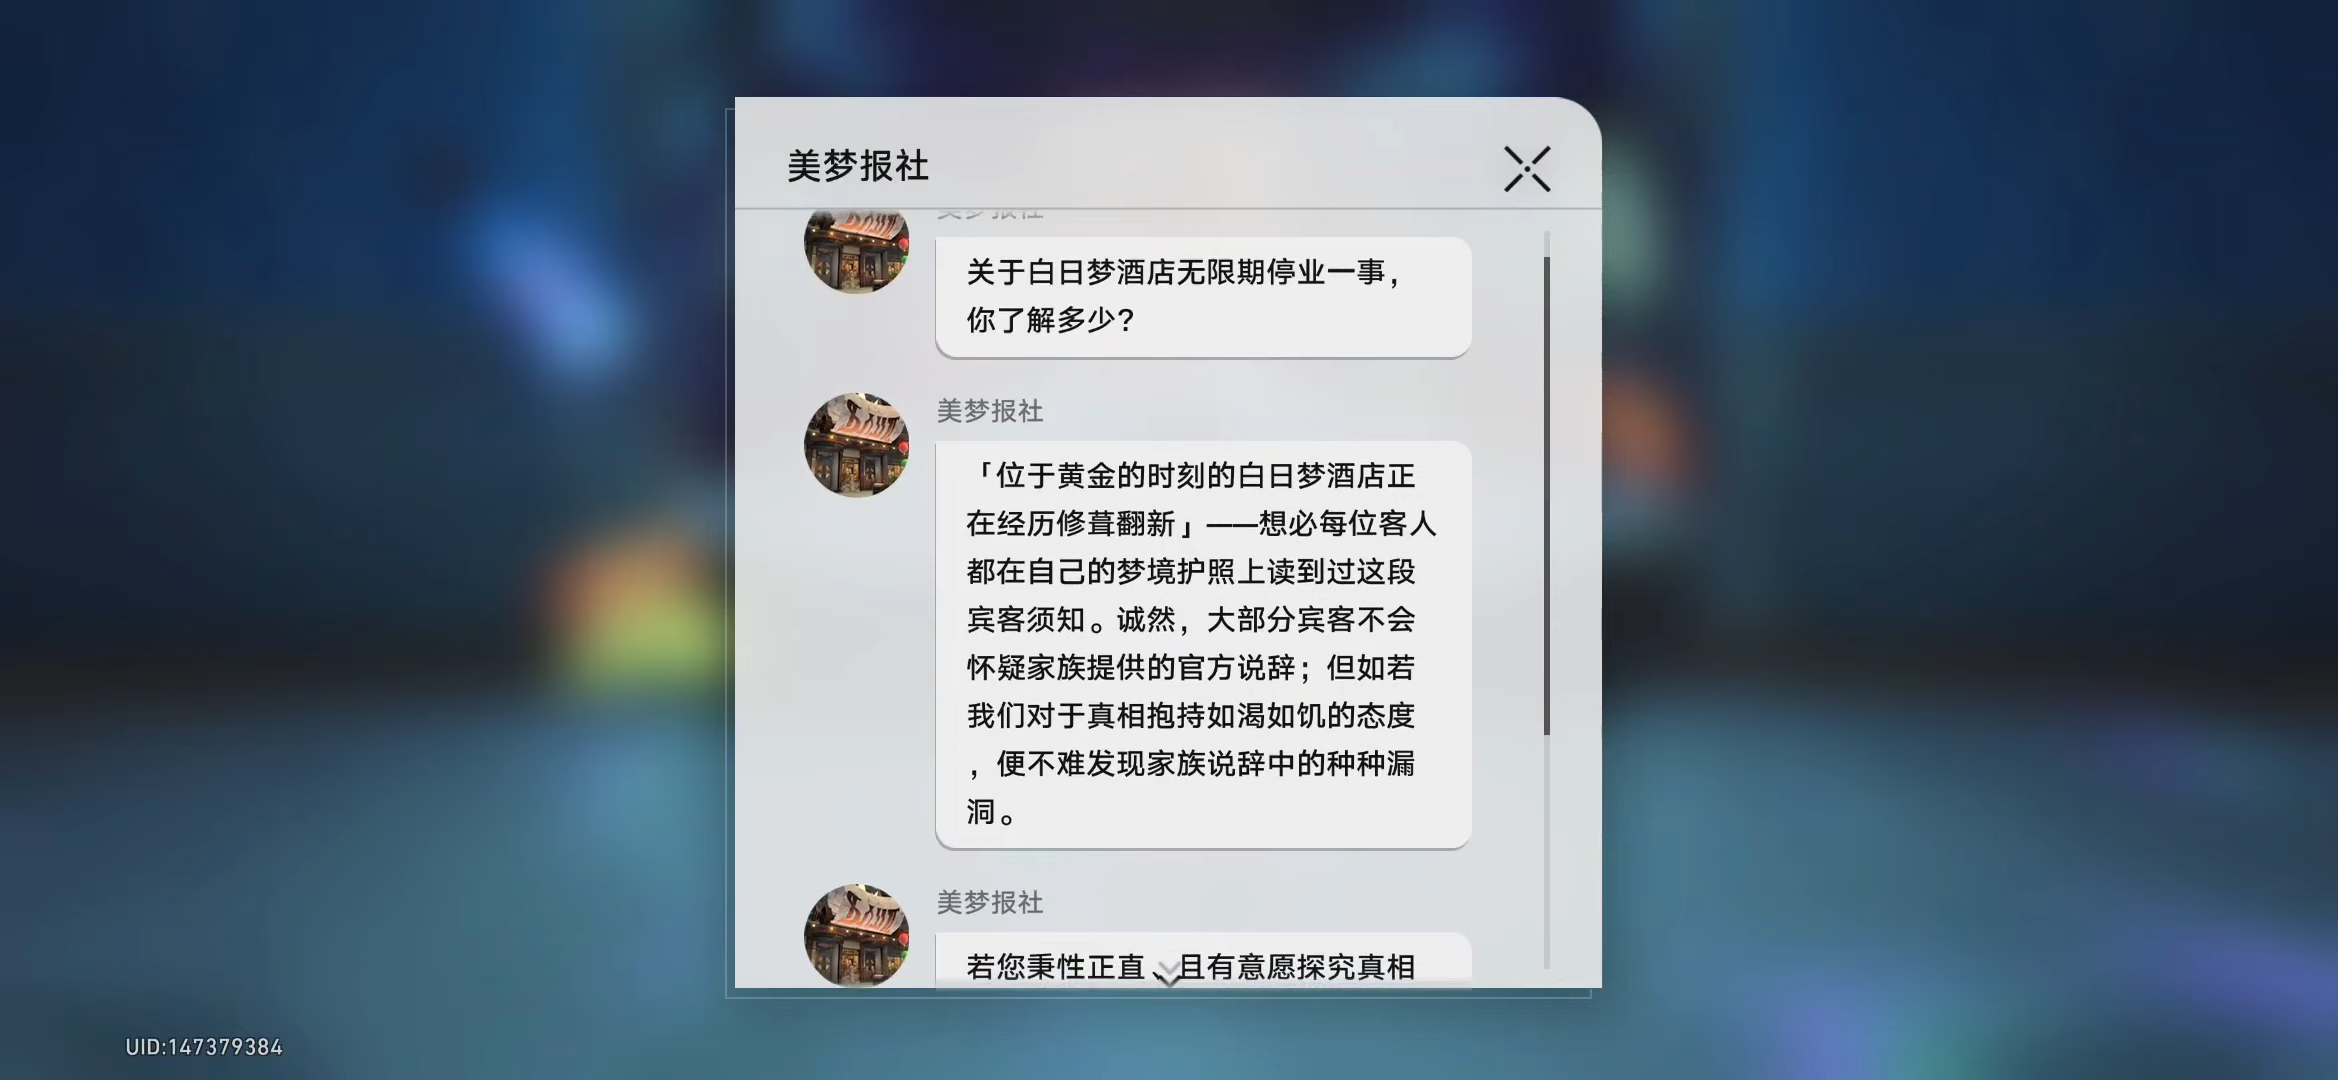 美梦报社
美梦报社
关于白日梦酒店无限期停业一事，
你了解多少？
美梦报社
「位于黄金的时刻的白日梦酒店正
在经历修葺翻新」——想必每位客人
都在自己的梦境护照上读到过这段
宾客须知。诚然，大部分宾客不会
怀疑家族提供的官方说辞；但如若
我们对于真相抱持如渴如饥的态度
，便不难发现家族说辞中的种种漏
洞。
美梦报社
若您秉性正直、且有意愿探究真相
UID:147379384